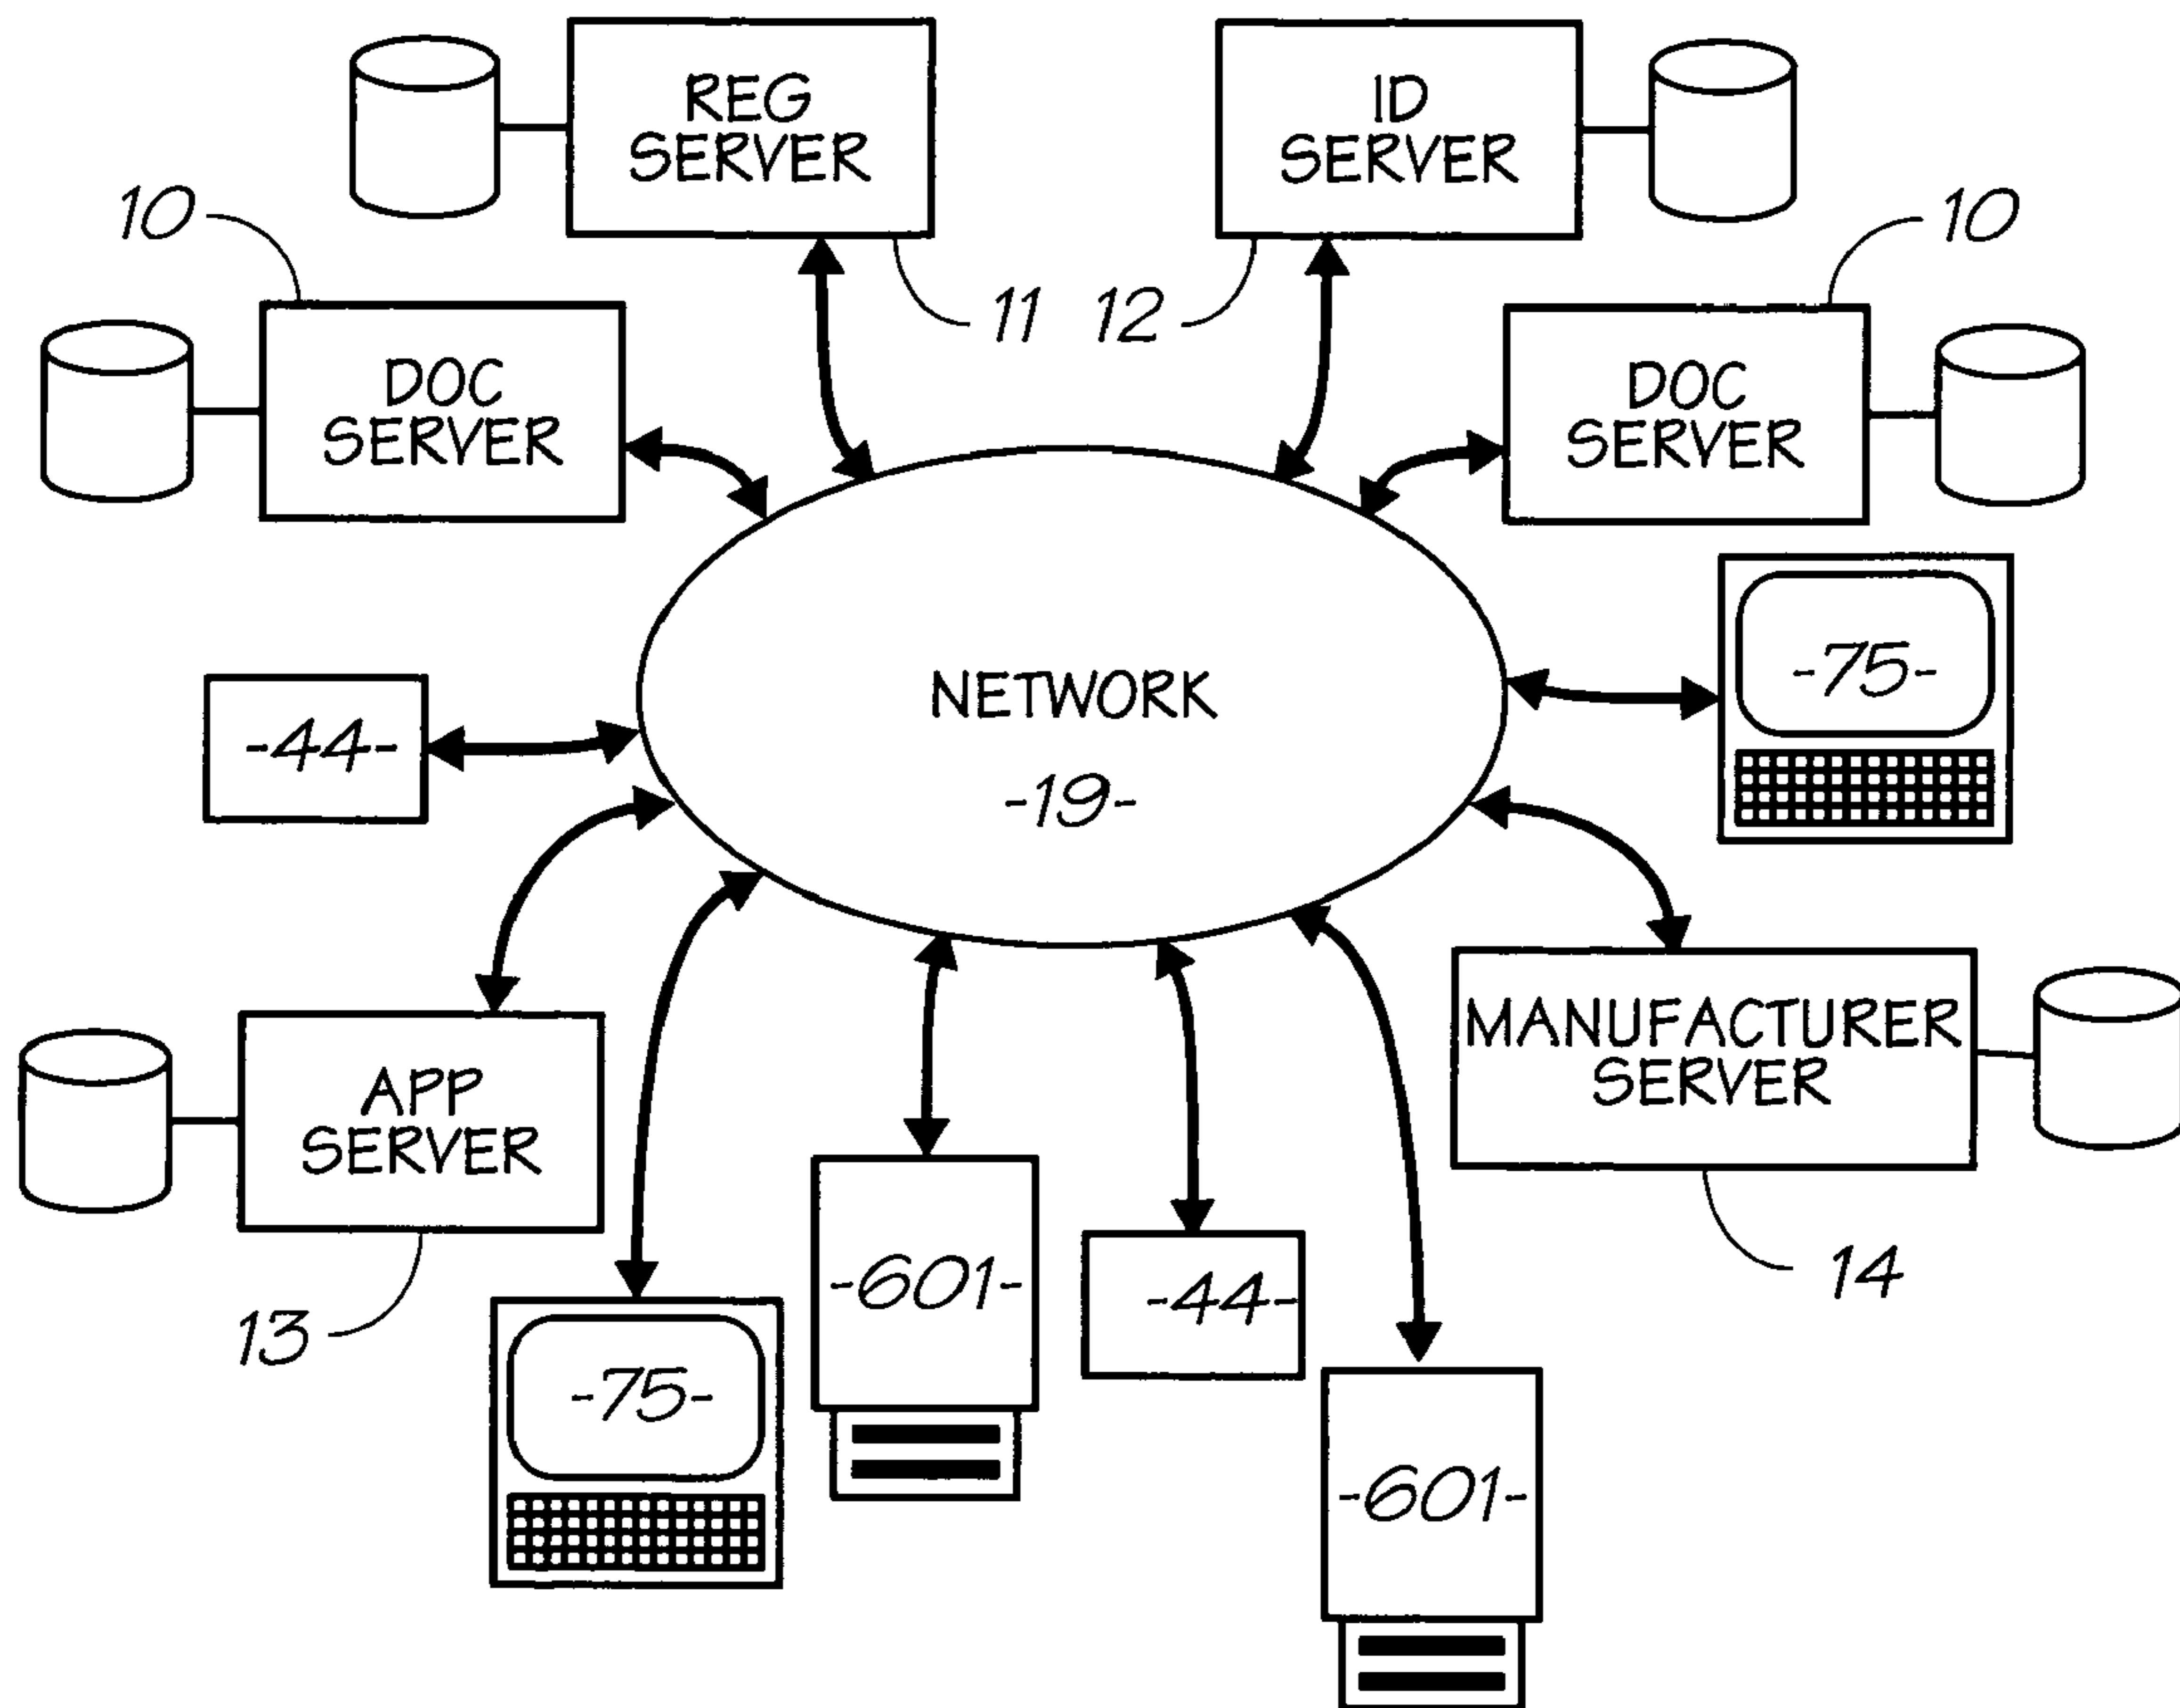 REG
SERVER
ID
SERVER
10
10
11
12
DOC
SERVER
DOC
SERVER
-75-
NETWORK
-19-
-44-
MANUFACTURER
SERVER
APP
SERVER
-601-
-44-
14
13
-75-
-601-